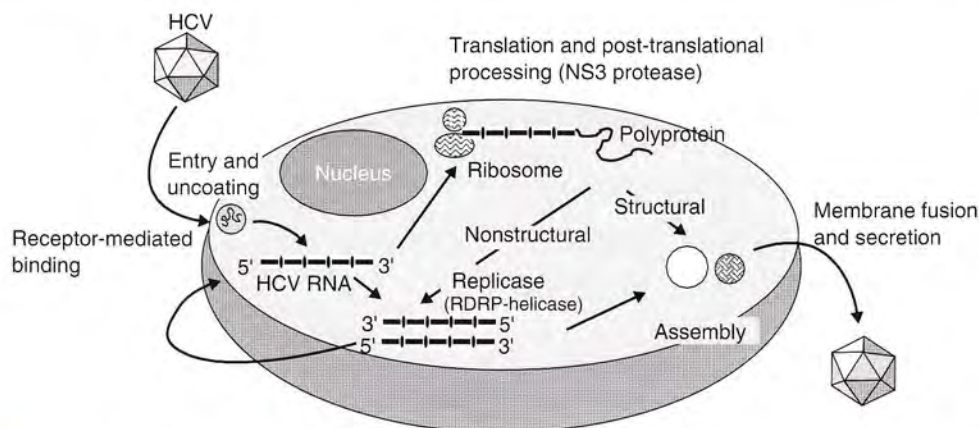 HCV
Translation and post-translational
processing (NS3 protease)
Polyprotein
Nucleus
Ribosome
Entry and
uncoating
Structural
Membrane fusion
and secretion
Receptor-mediated
binding
Nonstructural
5' 3'
HCV RNA
Replicase
(RDRP-helicase)
3' 5'
5' 3'
Assembly